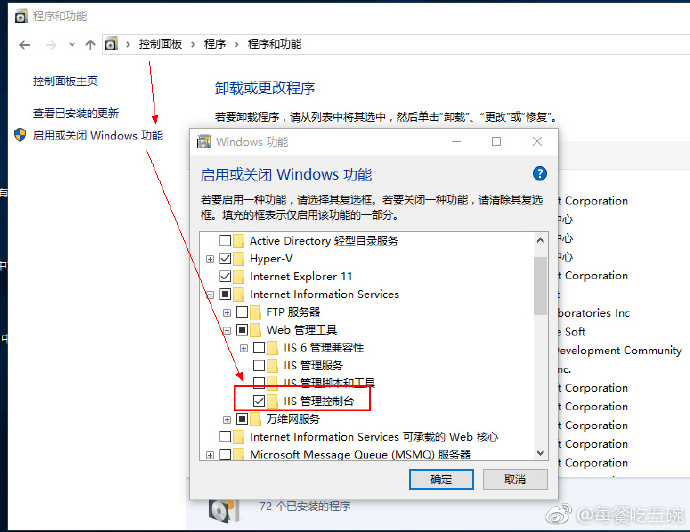 程序和功能
控制面板 › 程序 › 程序和功能
控制面板主页
卸载或更改程序
查看已安装的更新
若要卸载程序，请从列表中将其选中，然后单击“卸载”、“更改”或“修复”。
启用或关闭 Windows 功能
Windows 功能
启用或关闭 Windows 功能
若要启用一种功能，请选择其复选框。若要关闭一种功能，请清除其复选
框。填充的框表示仅启用该功能的一部分。
Active Directory 轻型目录服务
Hyper-V
Internet Explorer 11
Internet Information Services
FTP 服务器
Web 管理工具
IIS 6 管理兼容性
IIS 管理服务
IIS 管理脚本和工具
IIS 管理控制台
万维网服务
Internet Information Services 可承载的 Web 核心
Microsoft Message Queue (MSMQ) 服务器
确定
取消
Corporation
中心
中心
中心
Corporation
boratories Inc
e Soft
evelopment Community
nc.
Corporation
Corporation
Corporation
Corporation
Corporation
72 个已安装的程序
@每餐吃五碗